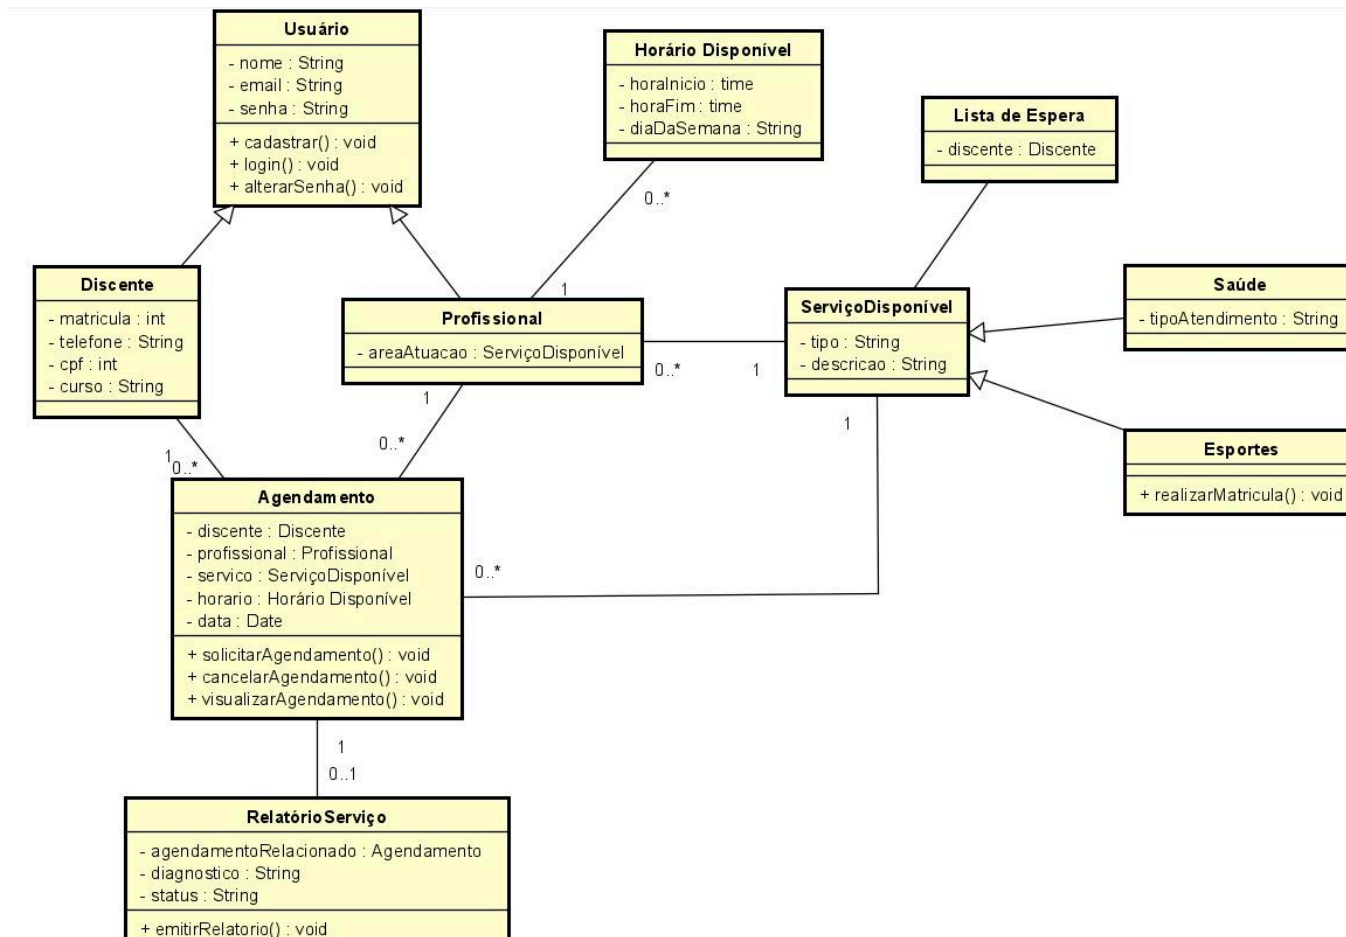 Usuário
- nome : String
- email : String
- senha : String
+ cadastrar() : void
+ login() : void
+ alterarSenha() : void
Horário Disponível
- horaInicio : time
- horaFim : time
- diaDaSemana : String
Lista de Espera
- discente : Discente
0..*
1
Discente
- matricula : int
- telefone : String
- cpf : int
- curso : String
Profissional
- areaAtuacao : ServiçoDisponível
ServiçoDisponível
- tipo : String
- descricao : String
Saúde
- tipoAtendimento : String
0..*
1
1
0..*
1
Esportes
+ realizarMatricula() : void
1
0..*
Agendamento
- discente : Discente
- profissional : Profissional
- servico : ServiçoDisponível
- horario : Horário Disponível
- data : Date
+ solicitarAgendamento() : void
+ cancelarAgendamento() : void
+ visualizarAgendamento() : void
0..*
1
0..1
RelatórioServiço
- agendamentoRelacionado : Agendamento
- diagnostico : String
- status : String
+ emitirRelatorio() : void